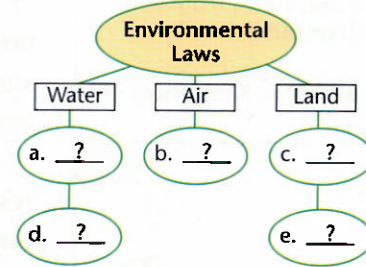 Environmental
Laws
Water Air Land
a. ? b. ? c. ?
d. ? e. ?